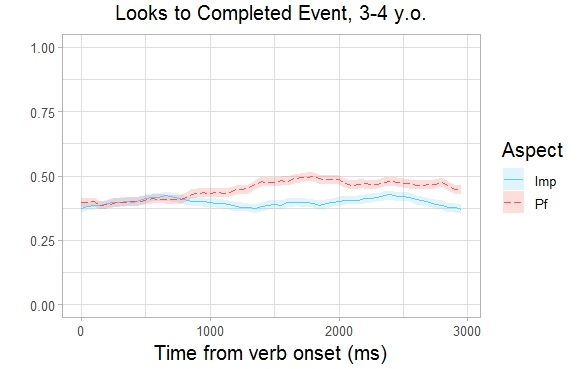 Looks to Completed Event, 3-4 y.o.
1.00
0.75
0.50
0.25
0.00
0 1000 2000 3000
Time from verb onset (ms)
Aspect
Imp
Pf